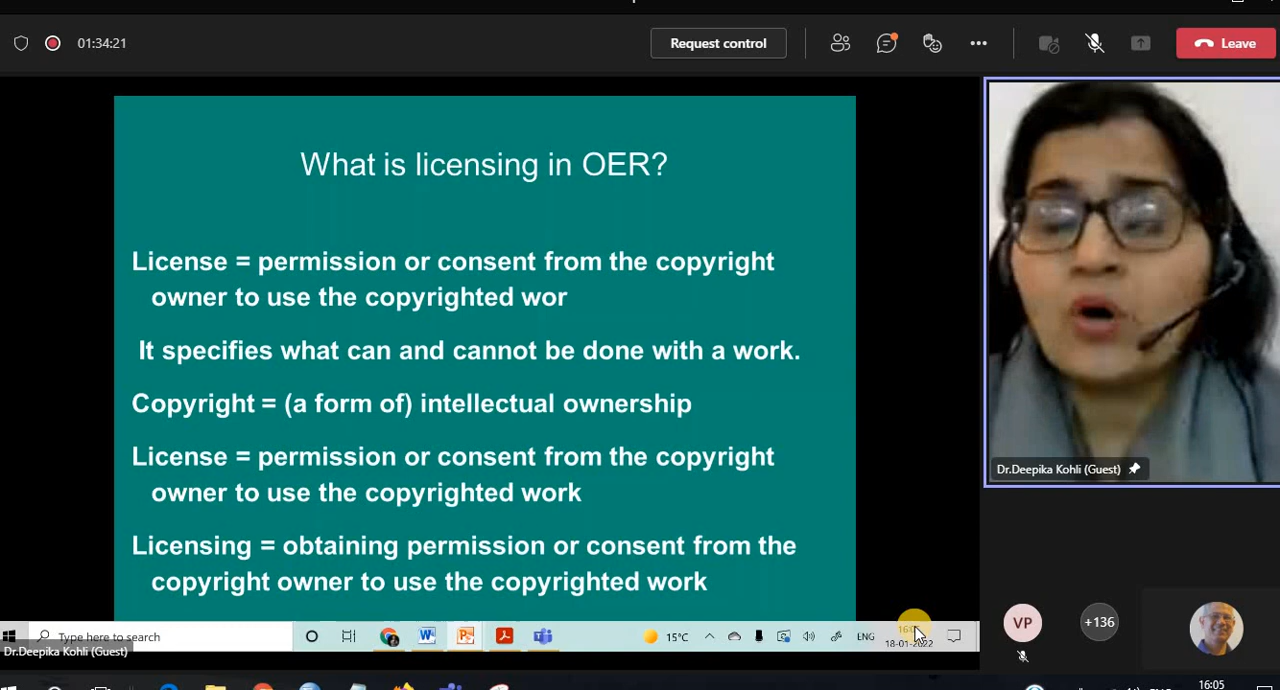 01:34:21
Request control
Leave
What is licensing in OER?
License = permission or consent from the copyright
owner to use the copyrighted wor
It specifies what can and cannot be done with a work.
Copyright = (a form of) intellectual ownership
License = permission or consent from the copyright
owner to use the copyrighted work
Licensing = obtaining permission or consent from the
copyright owner to use the copyrighted work
Dr.Deepika Kohli (Guest)
VP
+136
Type here to search
15°C
ENG
18-01-2022
Dr.Deepika Kohli (Guest)
16:05